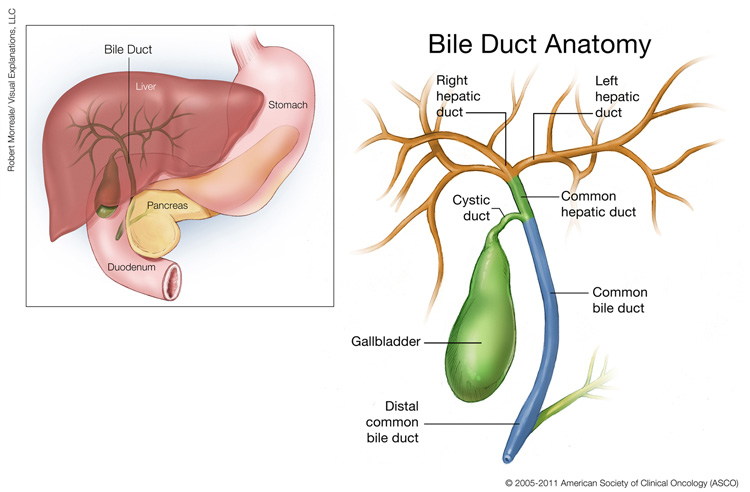 Robert Morreale/ Visual Explanations, LLC
Bile Duct
Liver
Stomach
Pancreas
Duodenum
Bile Duct Anatomy
Right
hepatic
duct
Left
hepatic
duct
Cystic
duct
Common
hepatic duct
Common
bile duct
Gallbladder
Distal
common
bile duct
© 2005-2011 American Society of Clinical Oncology (ASCO)